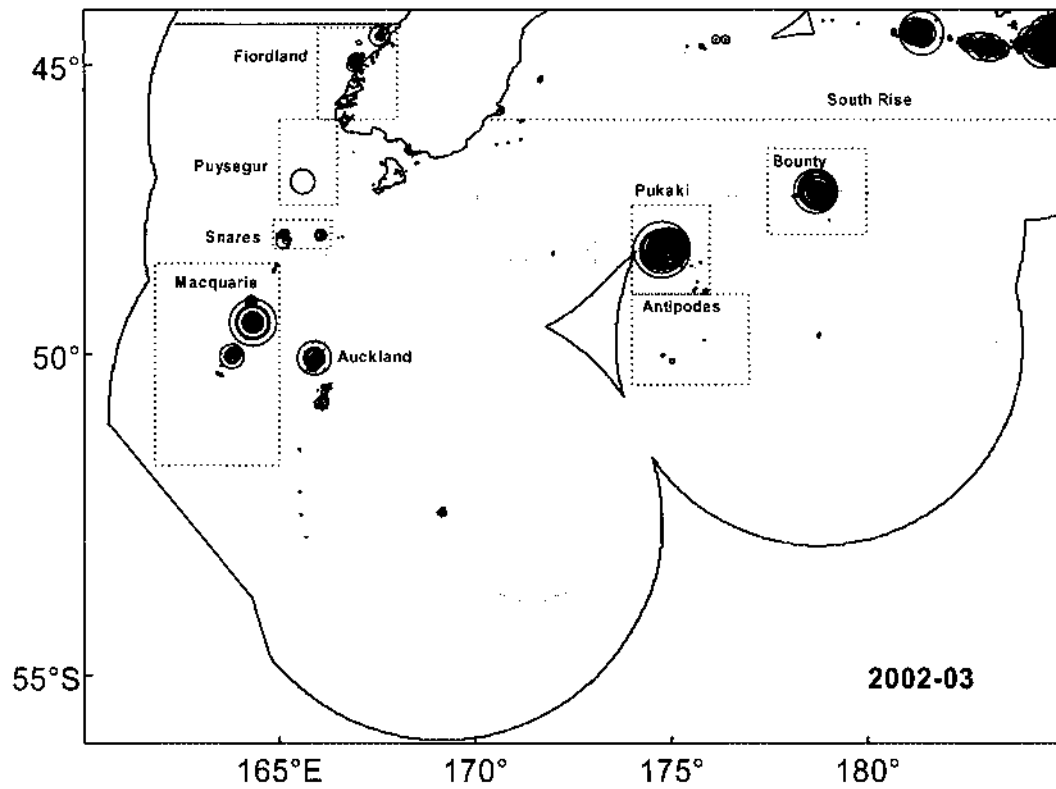 Fiordland
45°
South Rise
Bounty
Puysegur
Pukaki
Snares
Macquarie
Antipodes
50°
Auckland
55°S
2002-03
165°E
170°
175°
180°